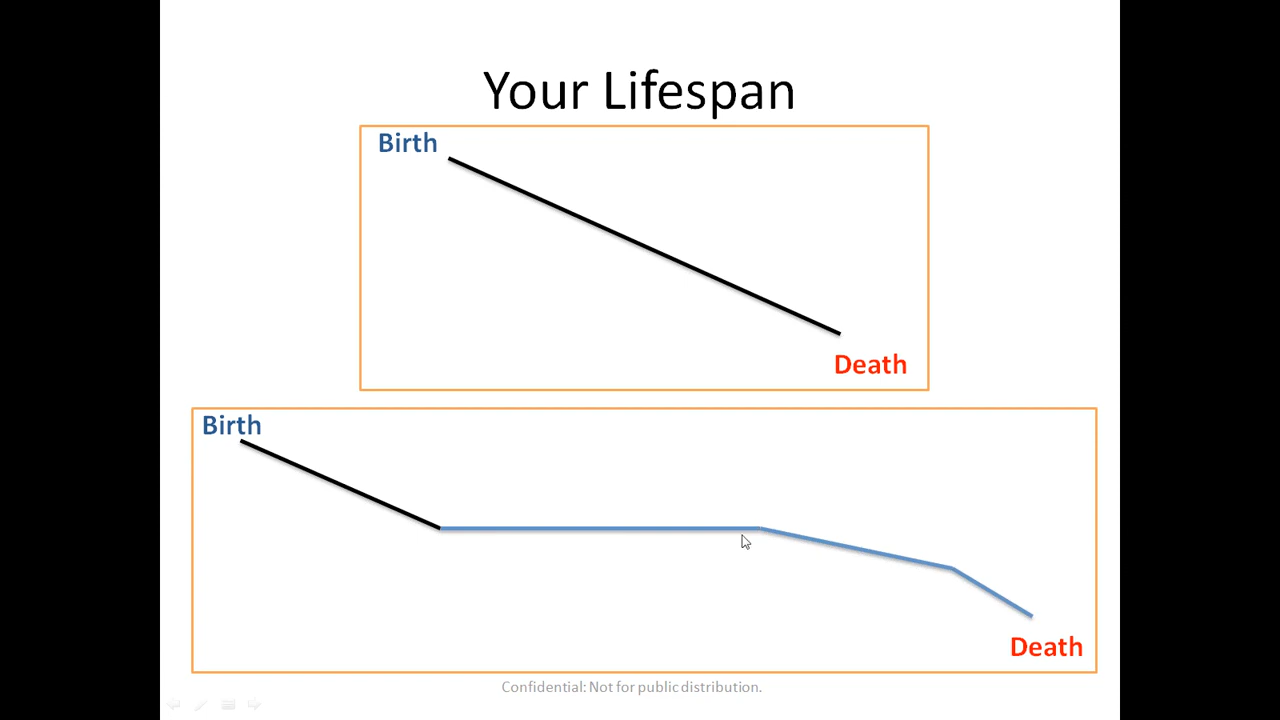 Your Lifespan
Birth
Death
Birth
Death
Confidential: Not for public distribution.